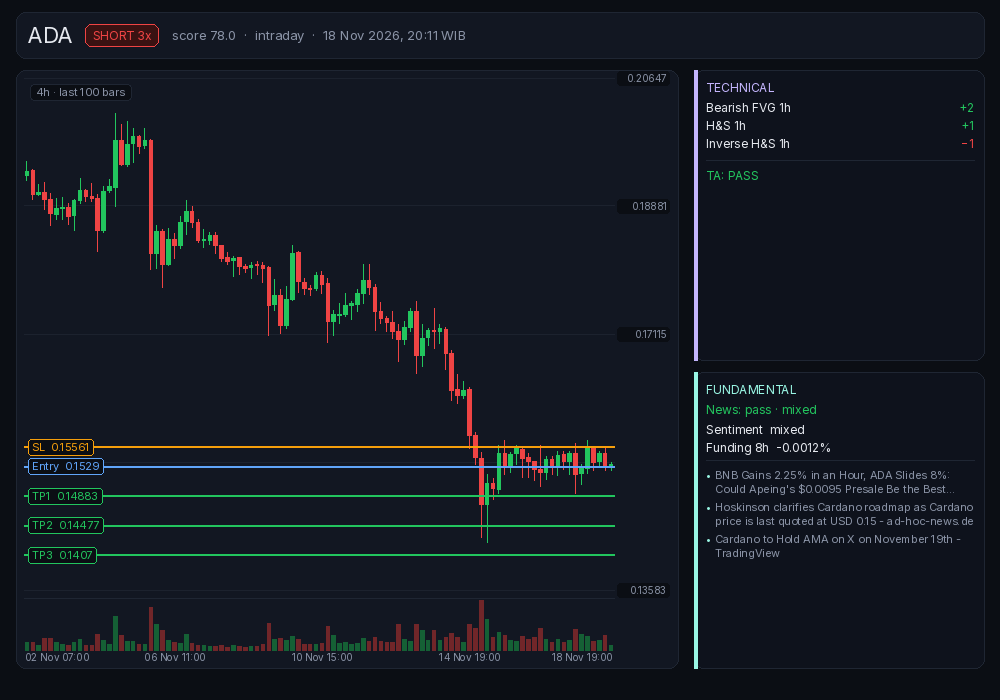 ADA SHORT 3x score 78.0 · intraday · 18 Nov 2026, 20:11 WIB
4h · last 100 bars
0.20647
0.18881
0.17115
SL 0.15561
Entry 0.1529
TP1 0.14883
TP2 0.14477
TP3 0.1407
0.13583
02 Nov 07:00 06 Nov 11:00 10 Nov 15:00 14 Nov 19:00 18 Nov 19:00
TECHNICAL
Bearish FVG 1h +2
H&S 1h +1
Inverse H&S 1h −1
TA: PASS
FUNDAMENTAL
News: pass · mixed
Sentiment mixed
Funding 8h -0.0012%
• BNB Gains 2.25% in an Hour, ADA Slides 8%:
Could Apeing's $0.0095 Presale Be the Best…
• Hoskinson clarifies Cardano roadmap as Cardano
price is last quoted at USD 0.15 - ad-hoc-news.de
• Cardano to Hold AMA on X on November 19th -
TradingView